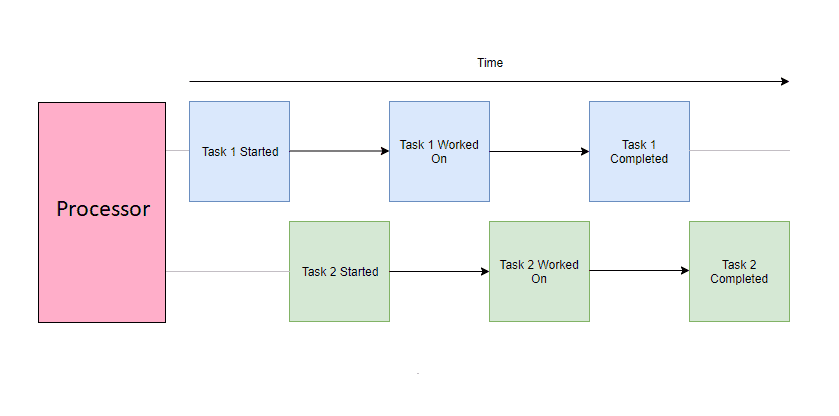 Time
Task 1 Started
Task 1 Worked
On
Task 1
Completed
Processor
Task 2 Started
Task 2 Worked
On
Task 2
Completed